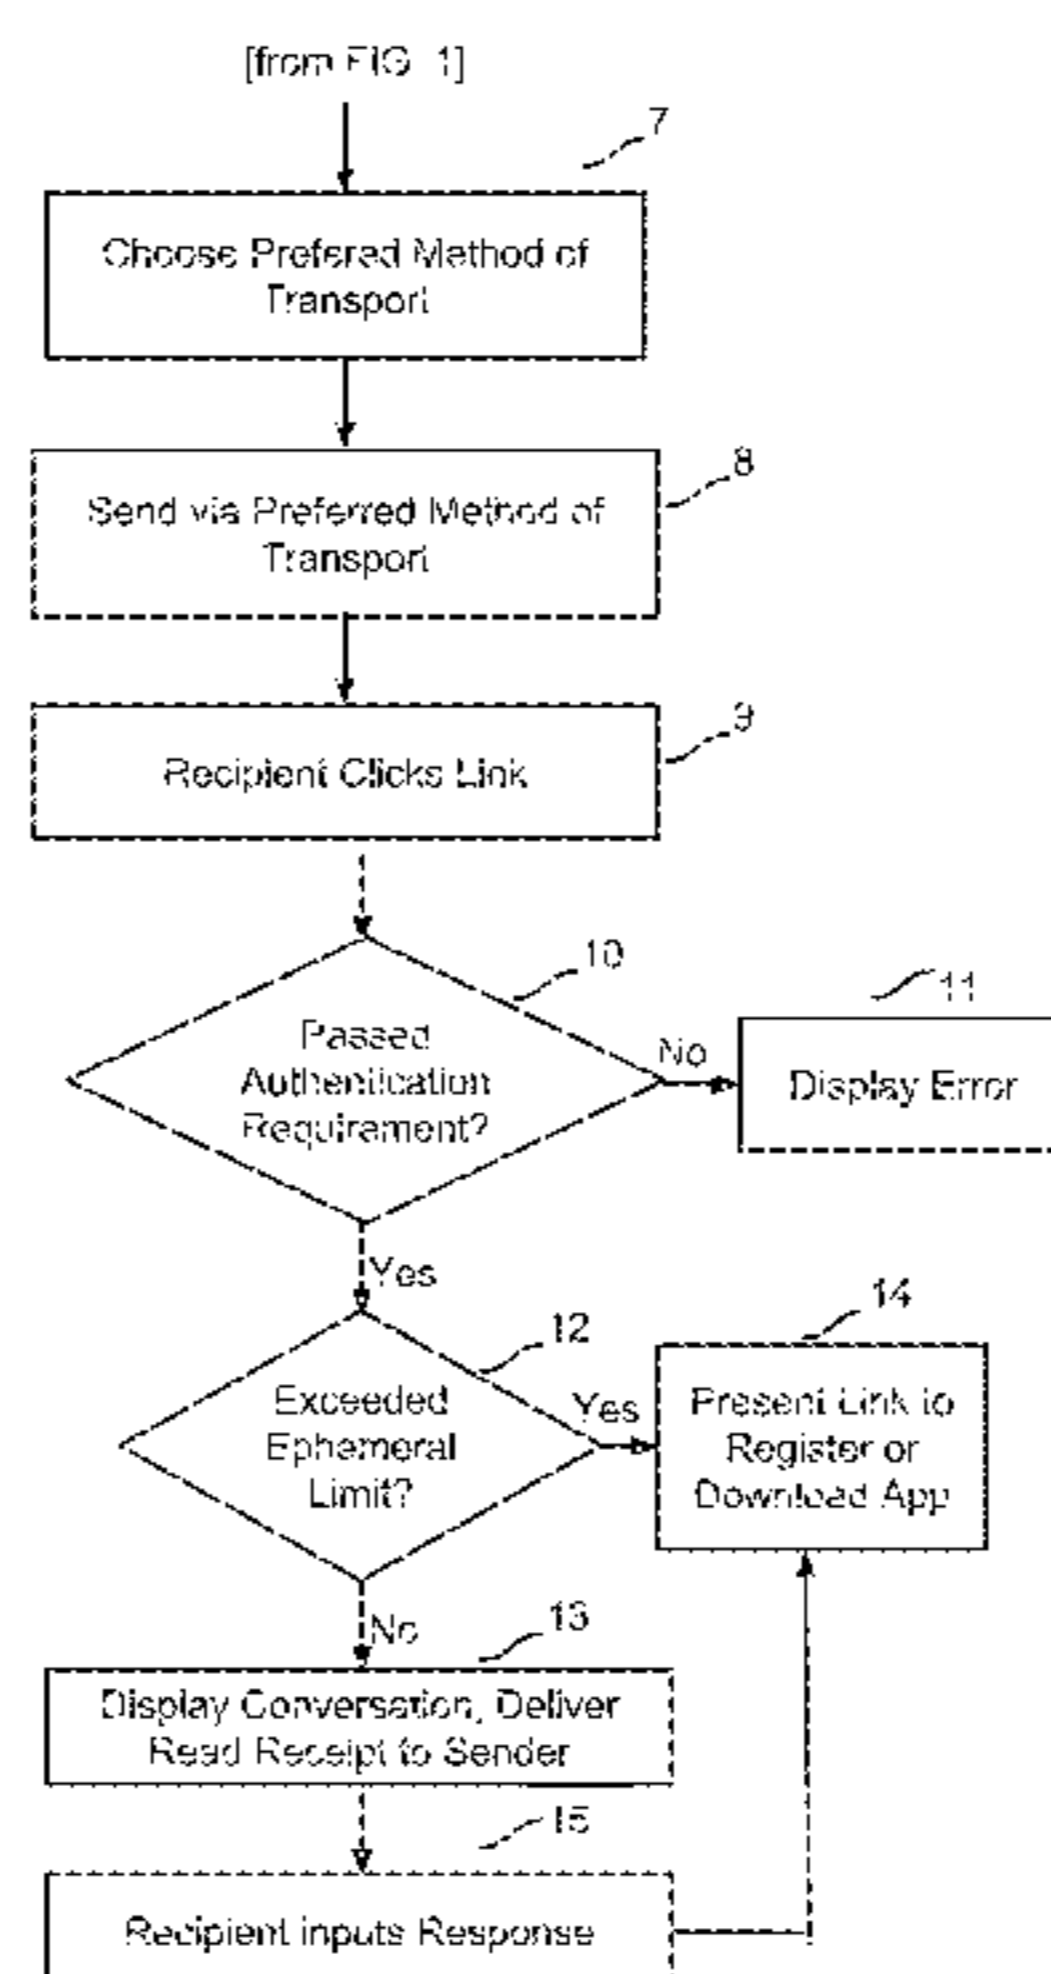 [from FIG. 1]
7
Choose Prefered Method of
Transport
8
Send via Preferred Method of
Transport
9
Recipient Clicks Link
10
Passed
Authentication
Requirement?
No
11
Display Error
Yes
12
Exceeded
Ephemeral
Limit?
Yes
14
Present Link to
Register or
Download App
No
13
Display Conversation, Deliver
Read Receipt to Sender
15
Recipient inputs Response